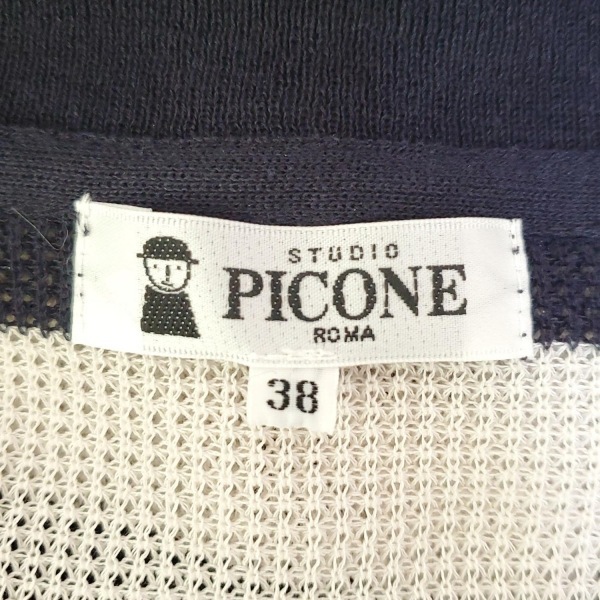 STUDIO
PICONE
ROMA
38